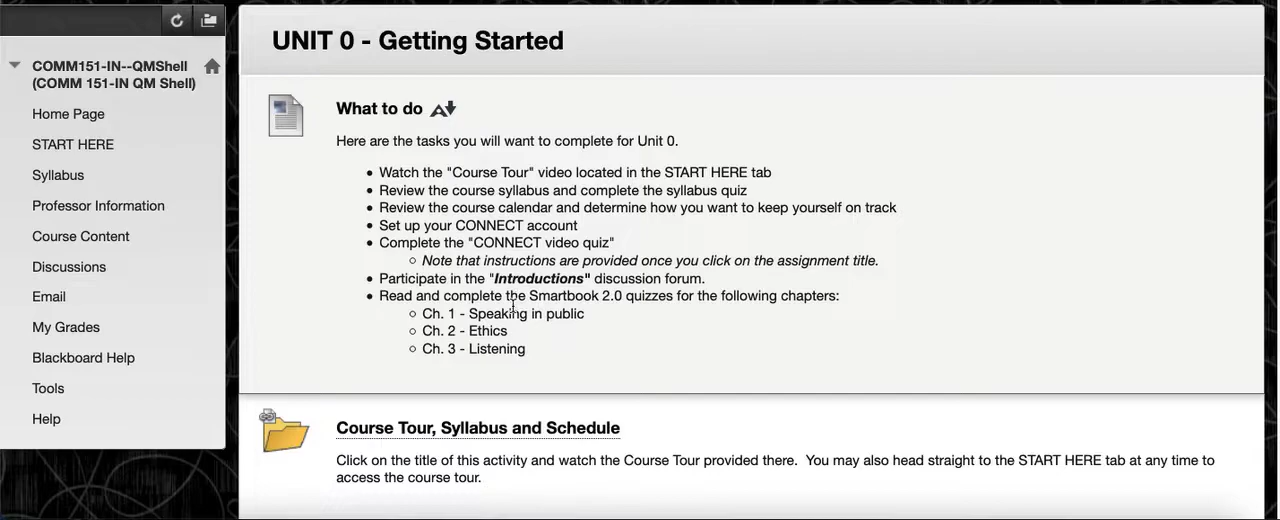 COMM151-IN--QMShell
(COMM 151-IN QM Shell)
Home Page
START HERE
Syllabus
Professor Information
Course Content
Discussions
Email
My Grades
Blackboard Help
Tools
Help
UNIT 0 - Getting Started
What to do
Here are the tasks you will want to complete for Unit 0.
Watch the "Course Tour" video located in the START HERE tab
Review the course syllabus and complete the syllabus quiz
Review the course calendar and determine how you want to keep yourself on track
Set up your CONNECT account
Complete the "CONNECT video quiz"
Note that instructions are provided once you click on the assignment title.
Participate in the "Introductions" discussion forum.
Read and complete the Smartbook 2.0 quizzes for the following chapters:
Ch. 1 - Speaking in public
Ch. 2 - Ethics
Ch. 3 - Listening
Course Tour, Syllabus and Schedule
Click on the title of this activity and watch the Course Tour provided there.  You may also head straight to the START HERE tab at any time to
access the course tour.